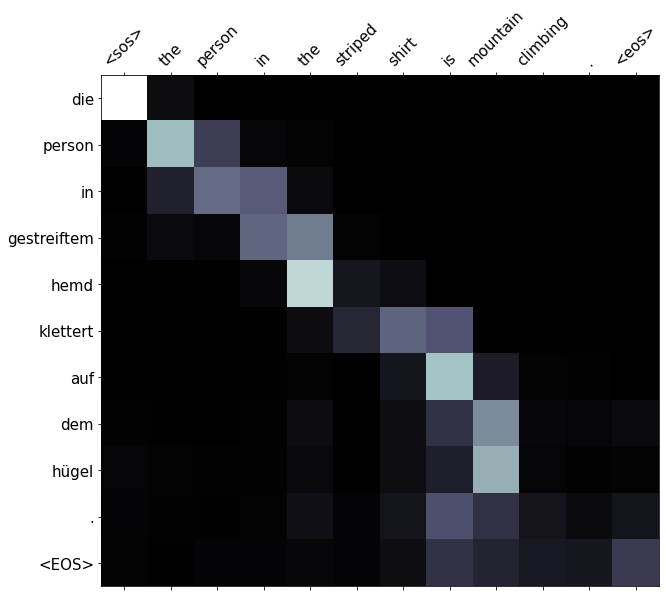 <sos> the person in the striped shirt is mountain climbing . <eos>
die
person
in
gestreiftem
hemd
klettert
auf
dem
hügel
.
<EOS>